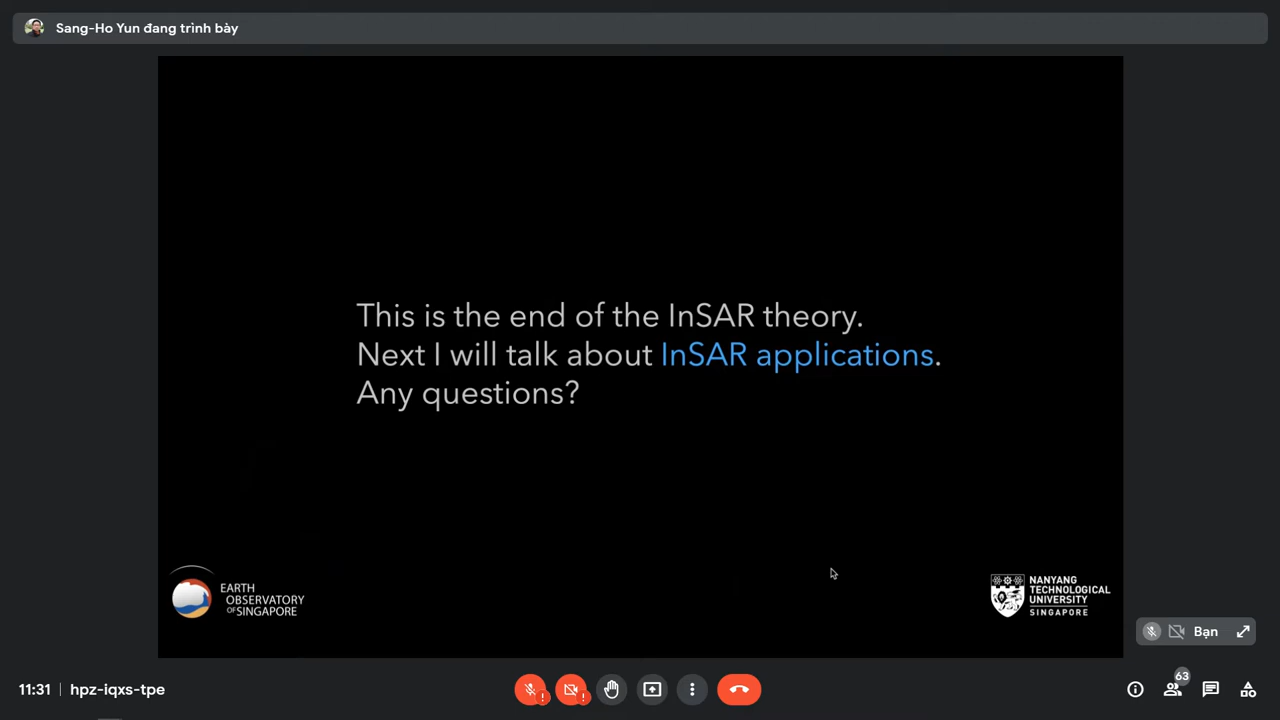 Sang-Ho Yun đang trình bày
This is the end of the InSAR theory.
Next I will talk about InSAR applications.
Any questions?
EARTH
OBSERVATORY
OF SINGAPORE
NANYANG
TECHNOLOGICAL
UNIVERSITY
SINGAPORE
Bạn
11:31 | hpz-iqxs-tpe
63